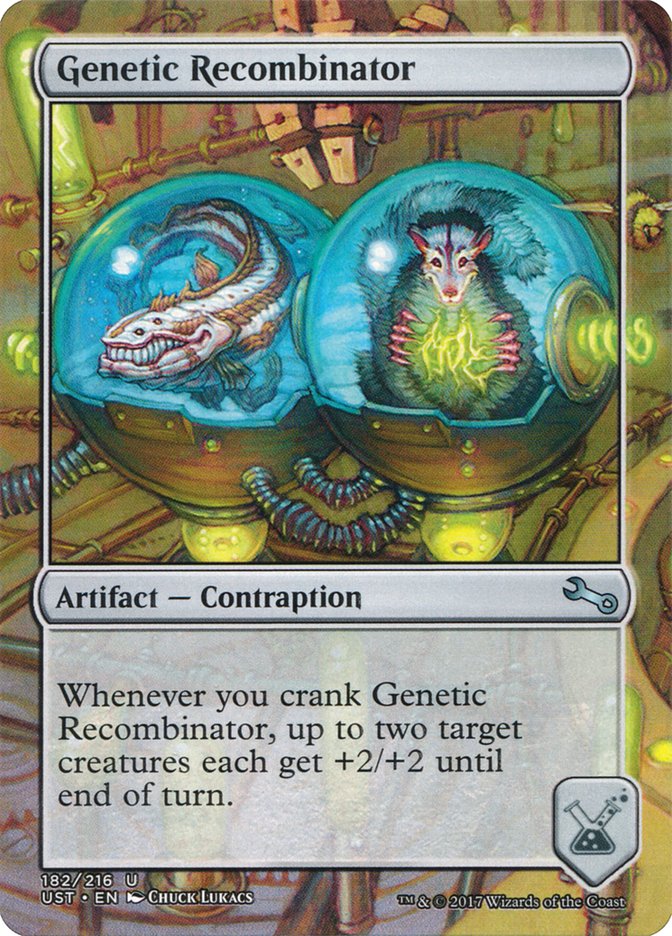 Genetic Recombinator
Artifact — Contraption
Whenever you crank Genetic
Recombinator, up to two target
creatures each get +2/+2 until
end of turn.
182/216 U
UST • EN Chuck Lukacs
™ & © 2017 Wizards of the Coast